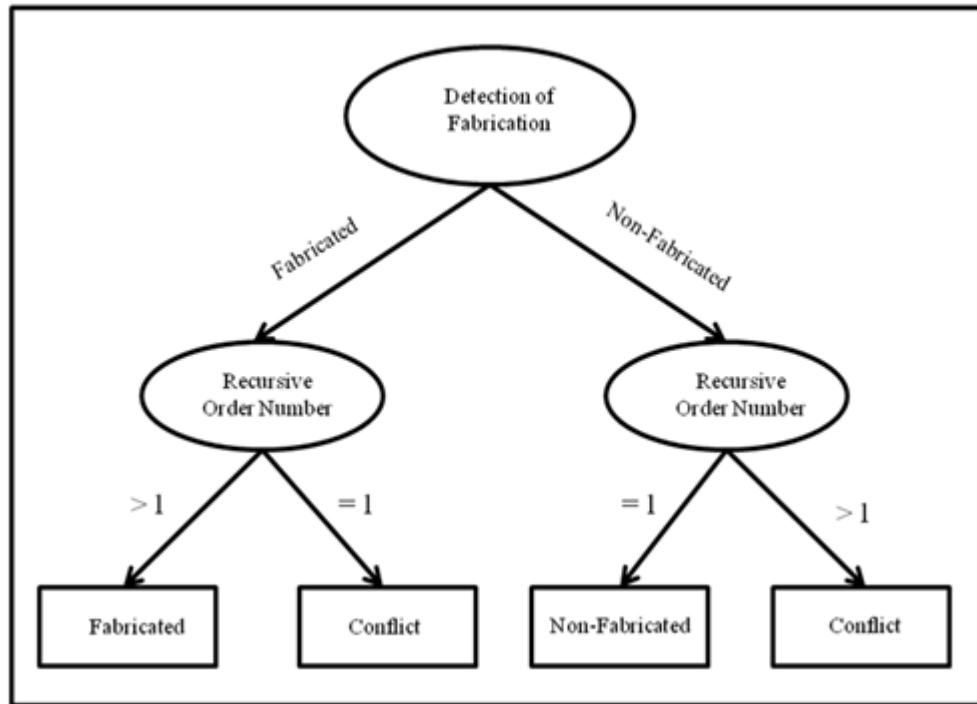 Detection of
Fabrication
Fabricated
Non-Fabricated
Recursive
Order Number
Recursive
Order Number
> 1
= 1
= 1
> 1
Fabricated
Conflict
Non-Fabricated
Conflict